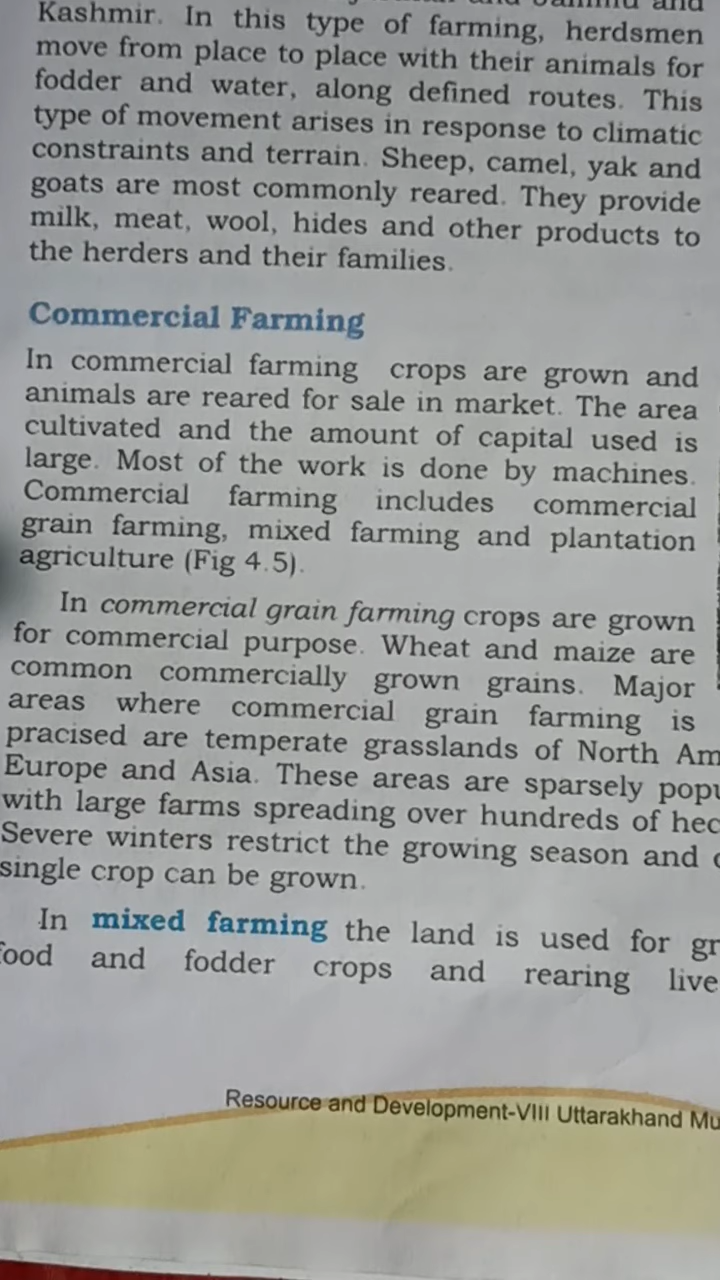 Kashmir. In this type of farming, herdsmen
move from place to place with their animals for
fodder and water, along defined routes. This
type of movement arises in response to climatic
constraints and terrain. Sheep, camel, yak and
goats are most commonly reared. They provide
milk, meat, wool, hides and other products to
the herders and their families.
Commercial Farming
In commercial farming crops are grown and
animals are reared for sale in market. The area
cultivated and the amount of capital used is
large. Most of the work is done by machines.
Commercial farming includes commercial
grain farming, mixed farming and plantation
agriculture (Fig 4.5).
In commercial grain farming crops are grown
for commercial purpose. Wheat and maize are
common commercially grown grains. Major
areas where commercial grain farming is
pracised are temperate grasslands of North Am
Europe and Asia. These areas are sparsely popu
with large farms spreading over hundreds of hec
Severe winters restrict the growing season and
single crop can be grown.
In mixed farming the land is used for gr
food and fodder crops and rearing live
Resource and Development-VIII Uttarakhand Mu